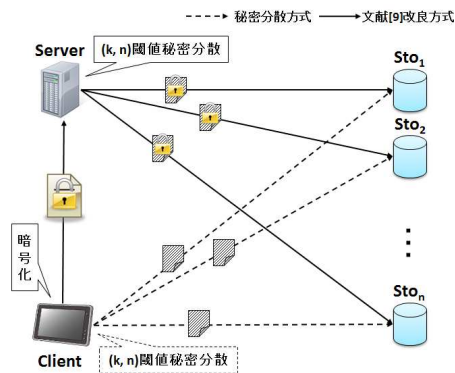 秘密分散方式
文献[9]改良方式
Server
(k, n)閾値秘密分散
Sto1
Sto2
暗号化
Ston
Client
(k, n)閾値秘密分散